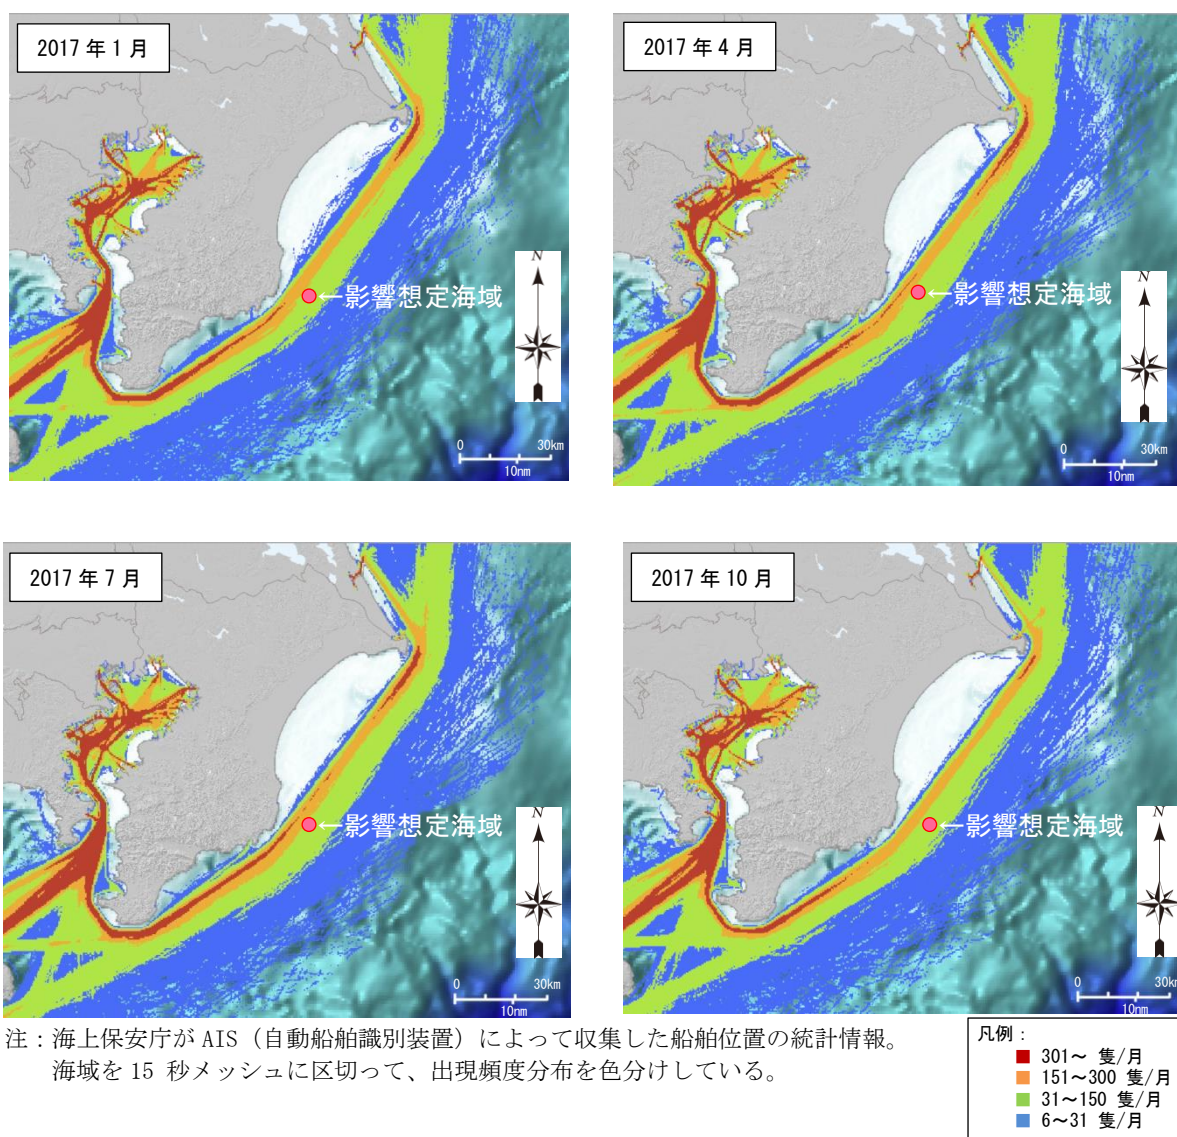 2017 年 1 月
2017 年 4 月
N
←影響想定海域
0 30km
10nm
N
←影響想定海域
0 30km
10nm
2017 年 7 月
2017 年 10 月
N
←影響想定海域
0 30km
10nm
N
←影響想定海域
0 30km
10nm
注：海上保安庁が AIS（自動船舶識別装置）によって収集した船舶位置の統計情報。
海域を 15 秒メッシュに区切って、出現頻度分布を色分けしている。
凡例：
301～ 隻/月
151～300 隻/月
31～150 隻/月
6～31 隻/月